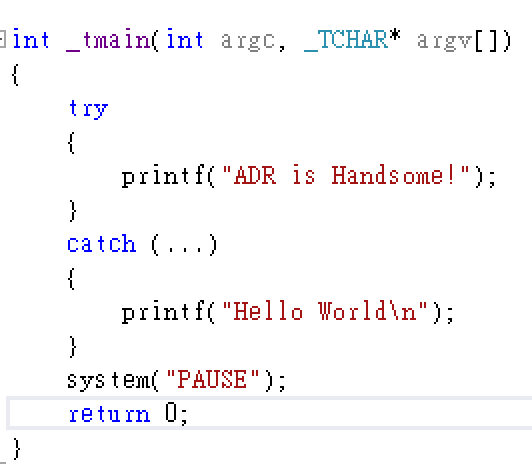 int _tmain(int argc, _TCHAR* argv[])
{
    try
    {
        printf("ADR is Handsome!");
    }
    catch (...)
    {
        printf("Hello World\n");
    }
    system("PAUSE");
    return 0;
}